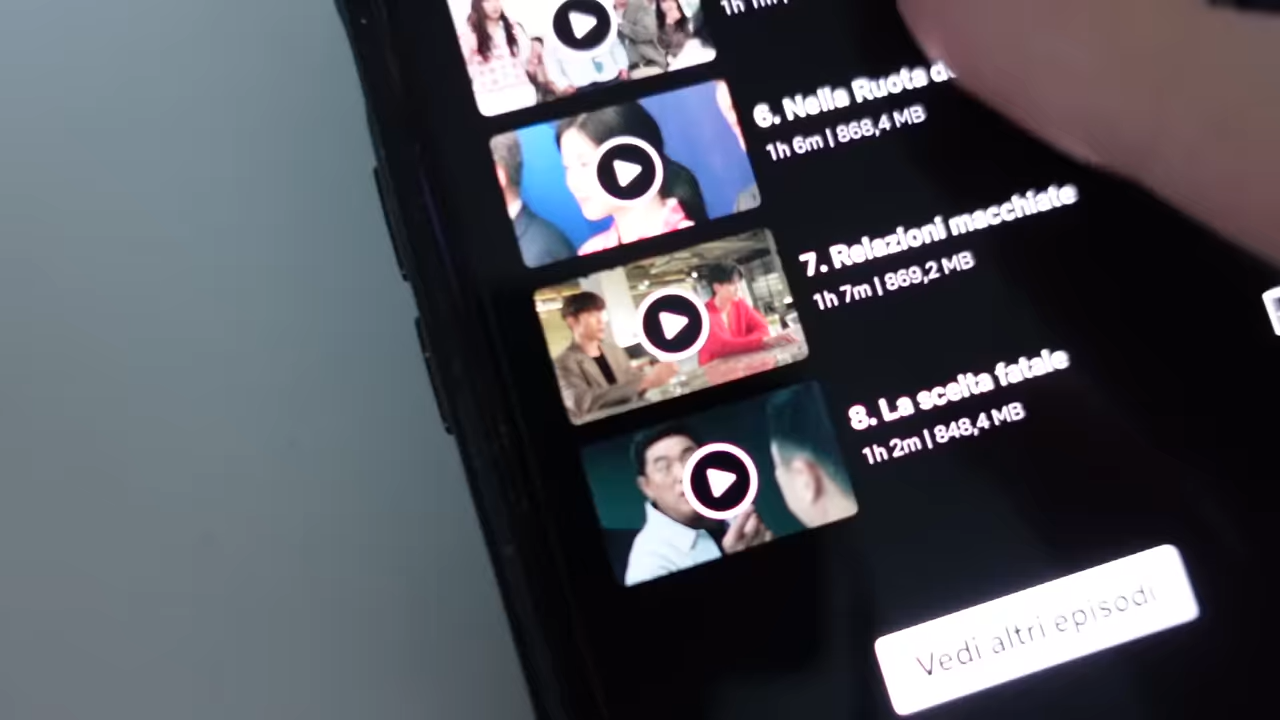 6. Nella Ruota
1h 6m | 868,4 MB
7. Relazioni macchiate
1h 7m | 869,2 MB
8. La scelta fatale
1h 2m | 848,4 MB
Vedi altri episodi